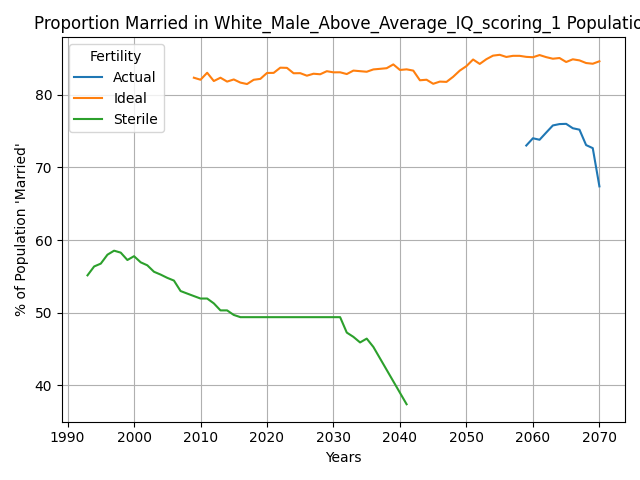 Proportion Married in White_Male_Above_Average_IQ_scoring_1 Populatio
Fertility
Actual
Ideal
Sterile
% of Population 'Married'
80
70
60
50
40
1990 2000 2010 2020 2030 2040 2050 2060 2070
Years